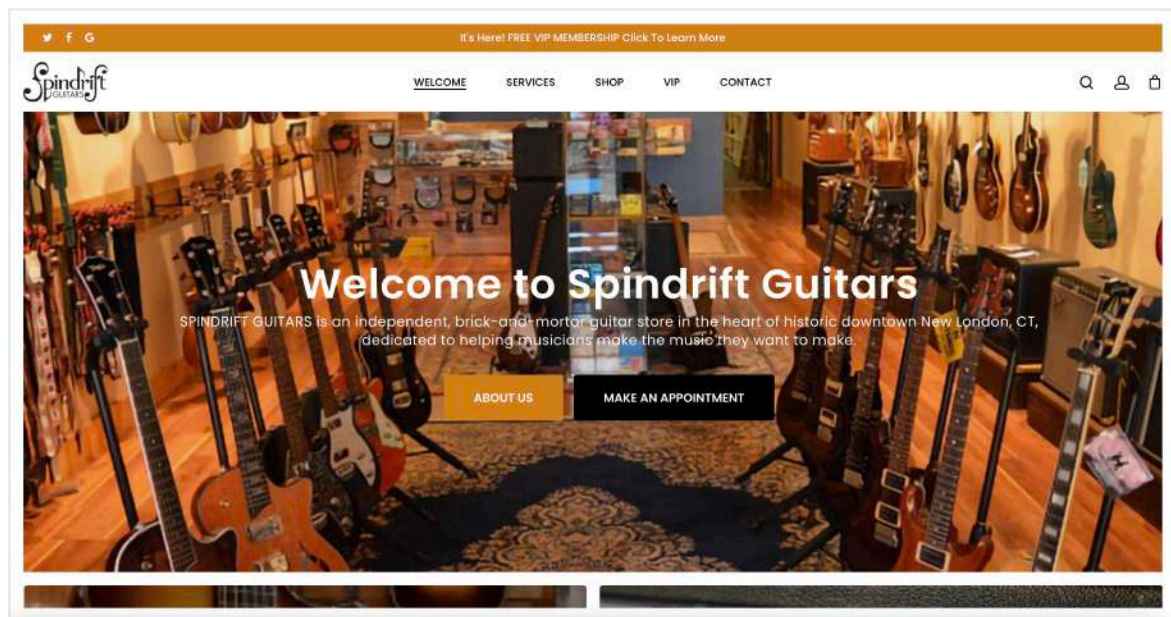 It's Here! FREE VIP MEMBERSHIP Click To Learn More
Spindrift
GUITARS
WELCOME SERVICES SHOP VIP CONTACT
Welcome to Spindrift Guitars
SPINDRIFT GUITARS is an independent, brick-and-mortar guitar store in the heart of historic downtown New London, CT,
dedicated to helping musicians make the music they want to make.
ABOUT US MAKE AN APPOINTMENT